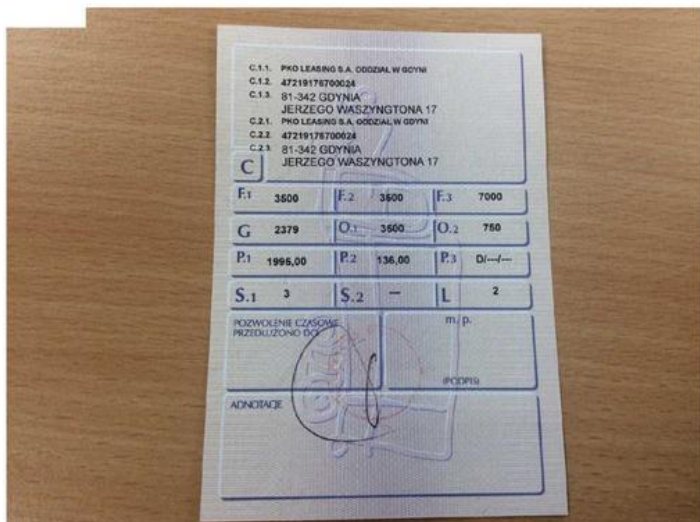 C.1.1. PKO LEASING S.A. ODDZIAŁ W GDYNI
C.1.2. 47219176700024
C.1.3. 81-342 GDYNIA
JERZEGO WASZYNGTONA 17
C.2.1. PKO LEASING S.A. ODDZIAŁ W GDYNI
C.2.2. 47219176700024
C.2.3. 81-342 GDYNIA
JERZEGO WASZYNGTONA 17
C
F.1 3500 F.2 3500 F.3 7000
G 2379 O.1 3500 O.2 750
P.1 1995,00 P.2 136,00 P.3 D/---/---
S.1 3 S.2 — L 2
POZWOLENIE CZASOWE m. p.
PRZEDŁUŻONO DO
(PODPIS)
ADNOTACJE